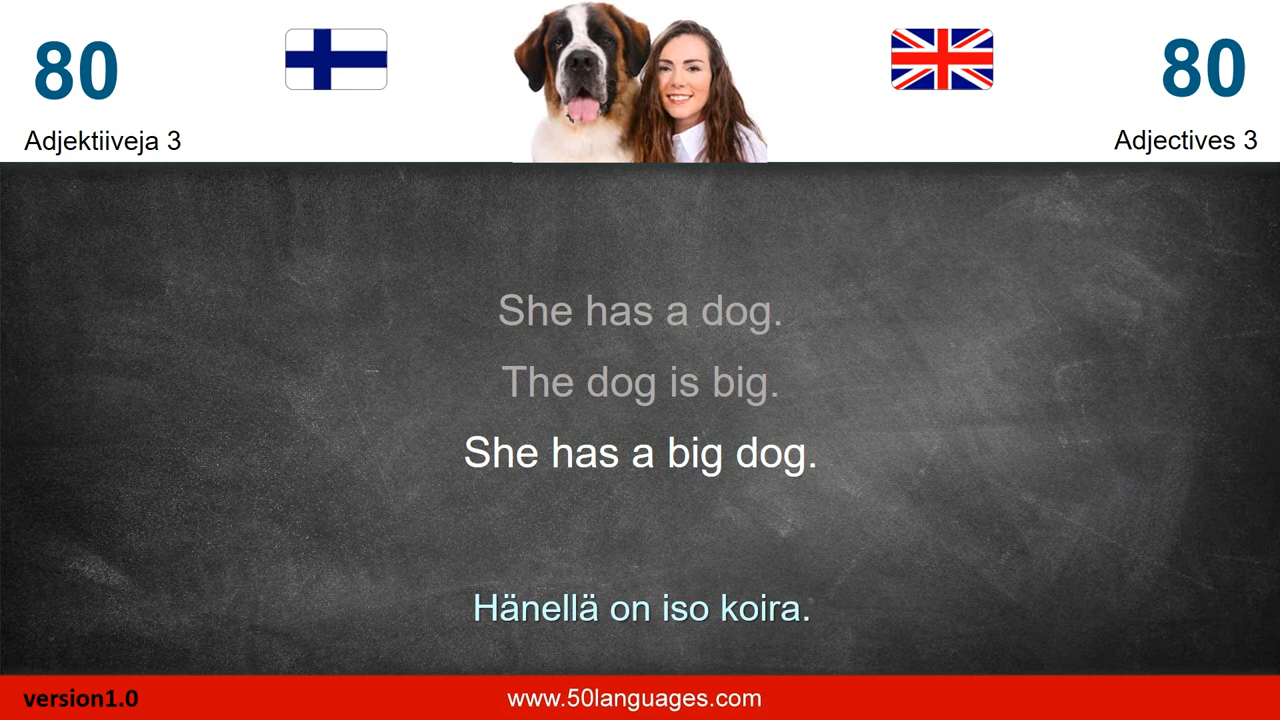 80
80
Adjektiiveja 3
Adjectives 3
She has a dog.
The dog is big.
She has a big dog.
Hänellä on iso koira.
version1.0
www.50languages.com